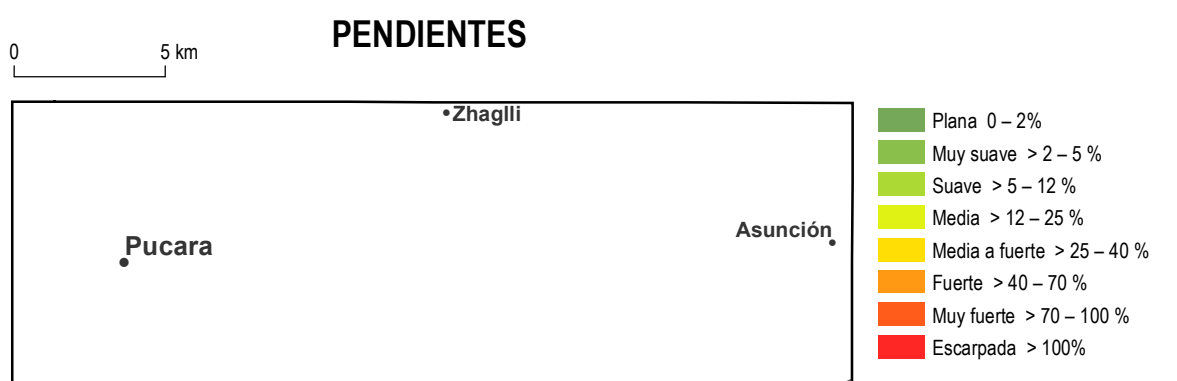 PENDIENTES
0 5 km
Zhaglli
Pucara
Asunción
Plana 0 – 2%
Muy suave > 2 – 5 %
Suave > 5 – 12 %
Media > 12 – 25 %
Media a fuerte > 25 – 40 %
Fuerte > 40 – 70 %
Muy fuerte > 70 – 100 %
Escarpada > 100%